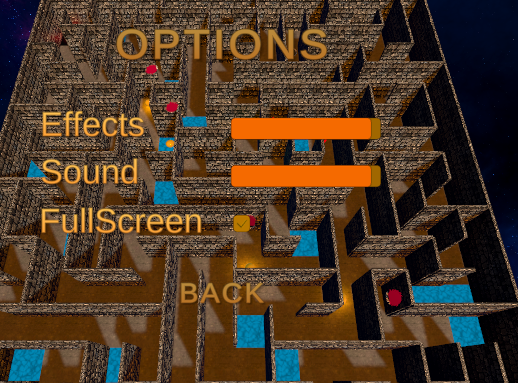 OPTIONS
Effects
Sound
FullScreen
BACK